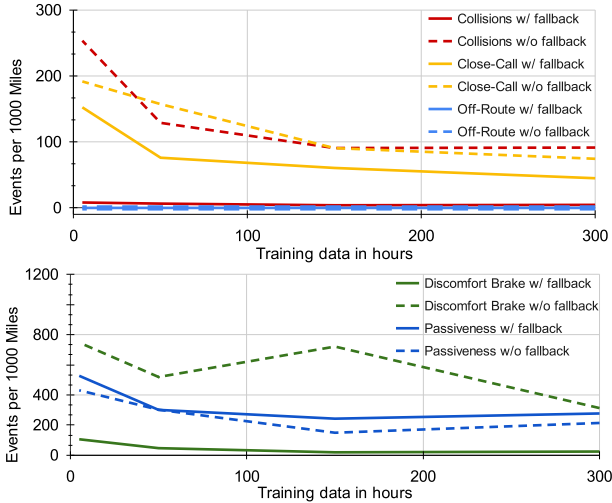 300
200
100
0
Events per 1000 Miles
Collisions w/ fallback
Collisions w/o fallback
Close-Call w/ fallback
Close-Call w/o fallback
Off-Route w/ fallback
Off-Route w/o fallback
0 100 200 300
Training data in hours
1200
800
400
200
0
Events per 1000 Miles
Discomfort Brake w/ fallback
Discomfort Brake w/o fallback
Passiveness w/ fallback
Passiveness w/o fallback
0 100 200 300
Training data in hours